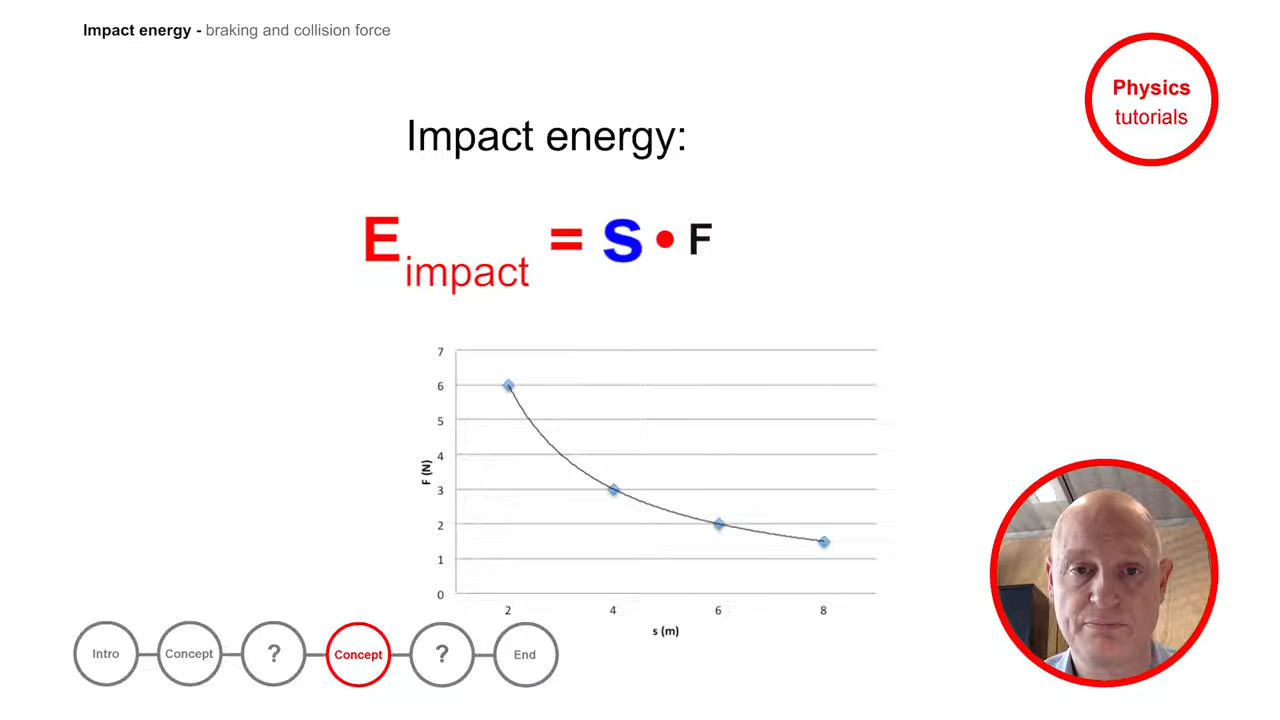 Impact energy - braking and collision force
Physics
tutorials
Impact energy:
E impact = S • F
7
6
5
4
3
2
1
0
F (N)
2 4 6 8
s (m)
Intro Concept ? Concept ? End